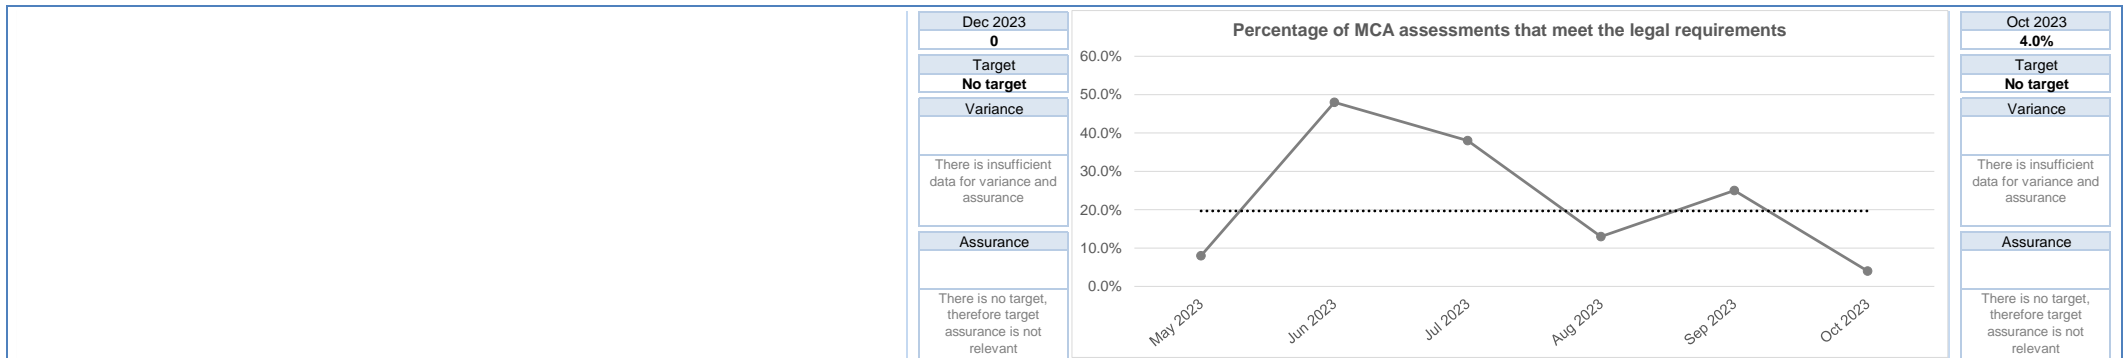 Dec 2023
0
Target
No target
Variance
There is insufficient
data for variance and
assurance
Assurance
There is no target,
therefore target
assurance is not
relevant
Percentage of MCA assessments that meet the legal requirements
60.0%
50.0%
40.0%
30.0%
20.0%
10.0%
0.0%
May 2023
Jun 2023
Jul 2023
Aug 2023
Sep 2023
Oct 2023
Oct 2023
4.0%
Target
No target
Variance
There is insufficient
data for variance and
assurance
Assurance
There is no target,
therefore target
assurance is not
relevant